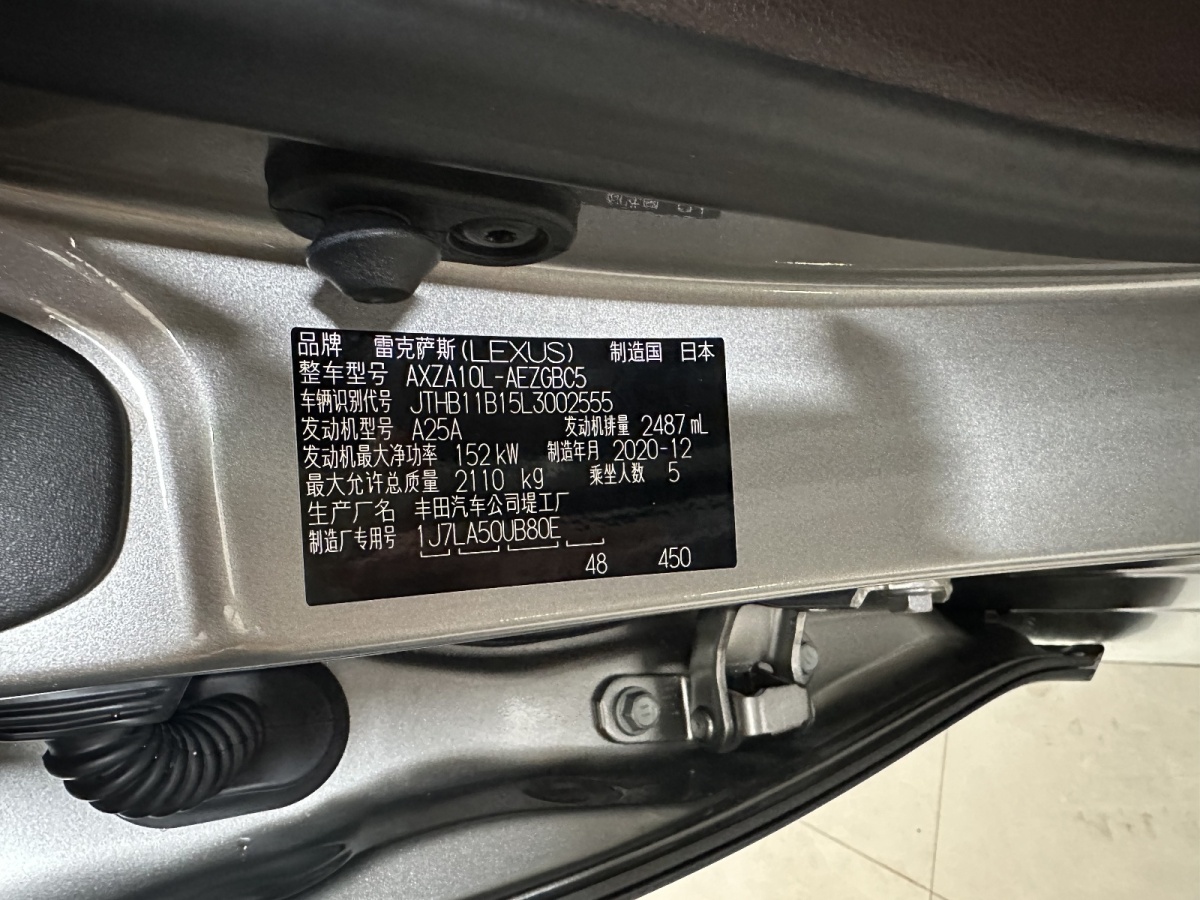 品牌 雷克萨斯(LEXUS) 制造国 日本
整车型号 AXZA10L-AEZGBC5
车辆识别代号 JTHB11B15L3002555
发动机型号 A25A 发动机排量 2487 mL
发动机最大净功率 152 kW 制造年月 2020-12
最大允许总质量 2110 kg 乘坐人数 5
生产厂名 丰田汽车公司堤工厂
制造厂专用号 1J7LA50UB80E
48 450